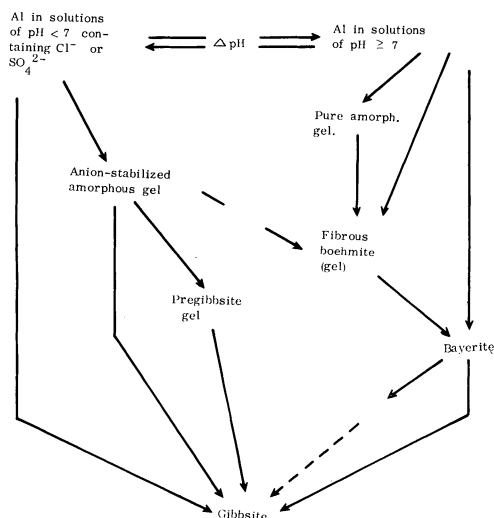 Al in solutions
of pH < 7 con-
taining Cl⁻ or
SO₄²⁻
Δ pH
Al in solutions
of pH ≥ 7
Pure amorph.
gel.
Anion-stabilized
amorphous gel
Fibrous
boehmite
(gel)
Pregibbsite
gel
Bayerite
Gibbsite